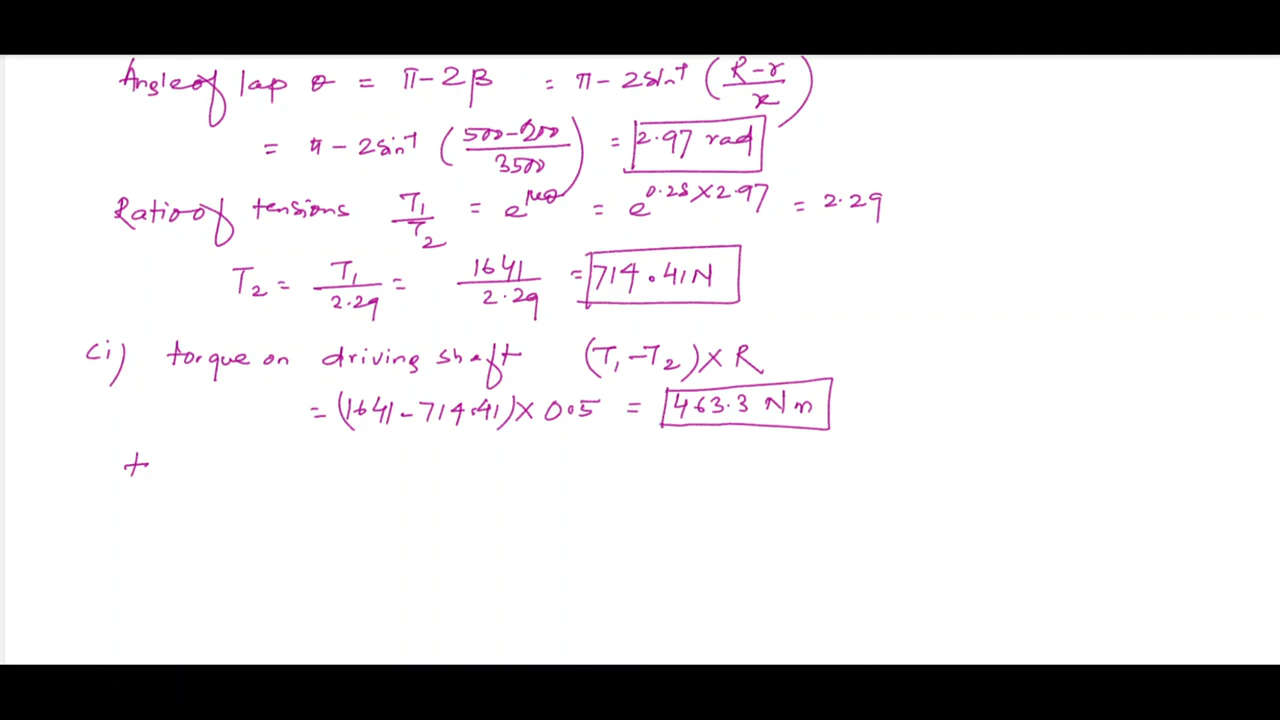 Angle of lap θ = π - 2β = π - 2sin⁻¹ (R-r/x)
= π - 2sin⁻¹ (500-200/3500) = 2.97 rad
Ratio of tensions T₁/T₂ = e^μθ = e^0.28×2.97 = 2.29
T₂ = T₁/2.29 = 1641/2.29 = 714.41N
(i) torque on driving shaft (T₁-T₂)×R
= (1641-714.41)×0.5 = 463.3 Nm
t